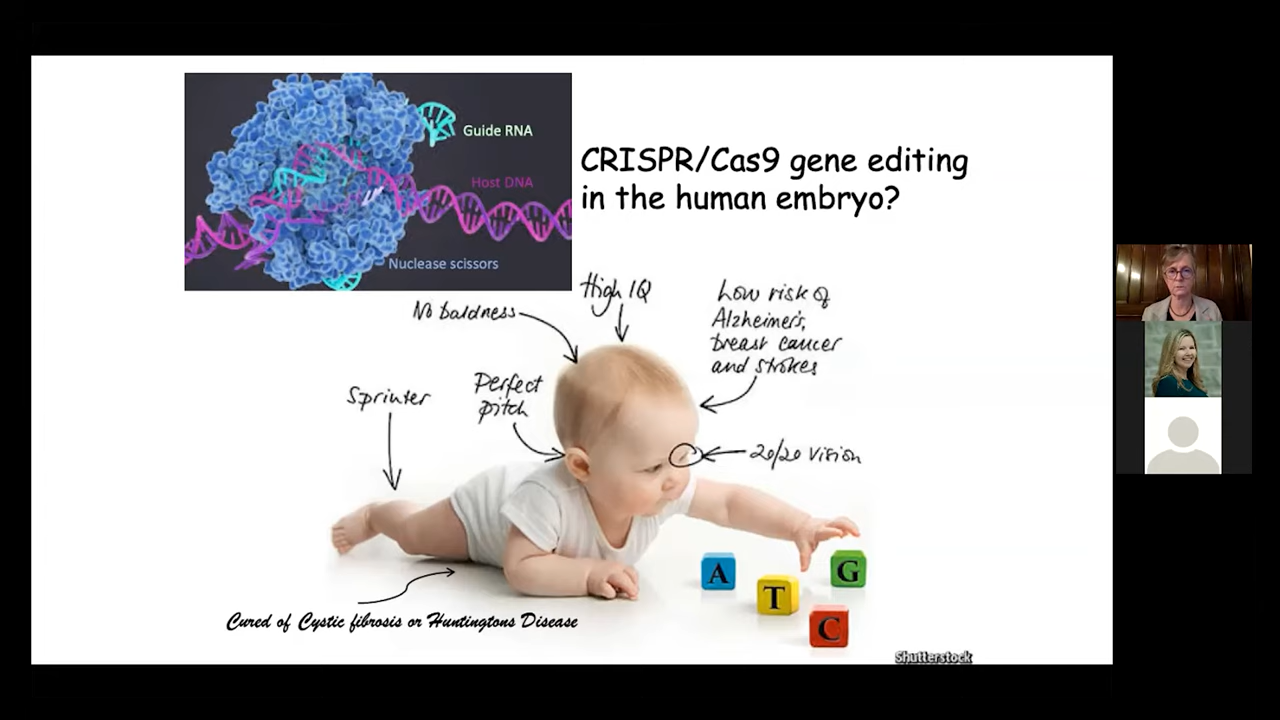 Guide RNA
Host DNA
Nuclease scissors
CRISPR/Cas9 gene editing
in the human embryo?
No baldness
High IQ
Low risk of
Alzheimer's,
breast cancer
and strokes
Sprinter
Perfect
pitch
20/20 vision
A
T
C
G
Cured of Cystic fibrosis or Huntingtons Disease
Shutterstock